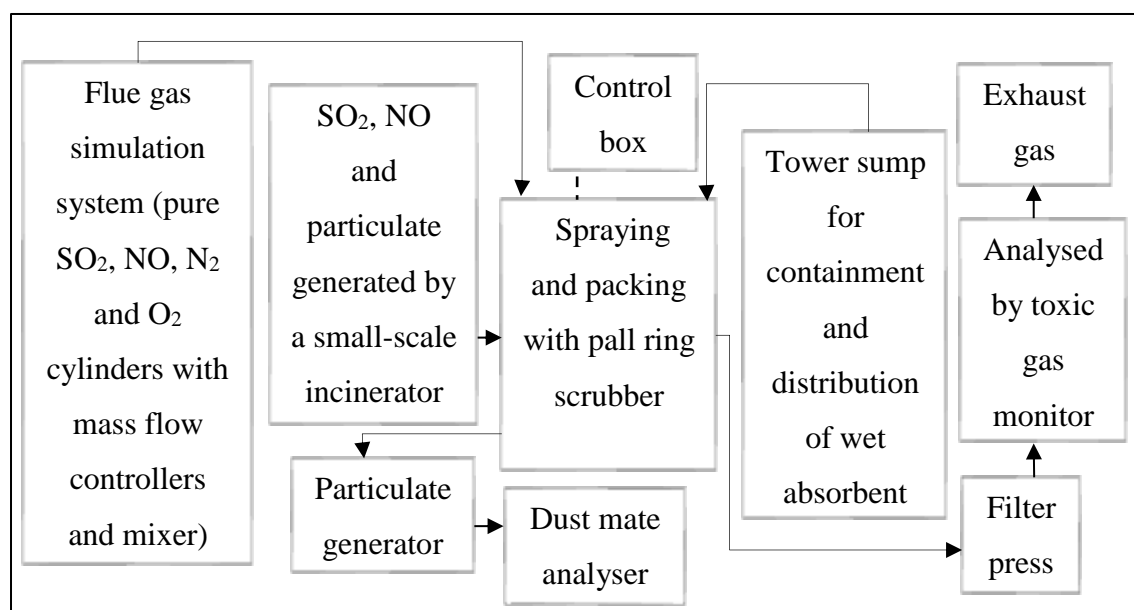 Flue gas
simulation
system (pure
SO₂, NO, N₂
and O₂
cylinders with
mass flow
controllers
and mixer)
SO₂, NO
and
particulate
generated by
a small-scale
incinerator
Control
box
Spraying
and packing
with pall ring
scrubber
Particulate
generator
Dust mate
analyser
Tower sump
for
containment
and
distribution
of wet
absorbent
Exhaust
gas
Analysed
by toxic
gas
monitor
Filter
press